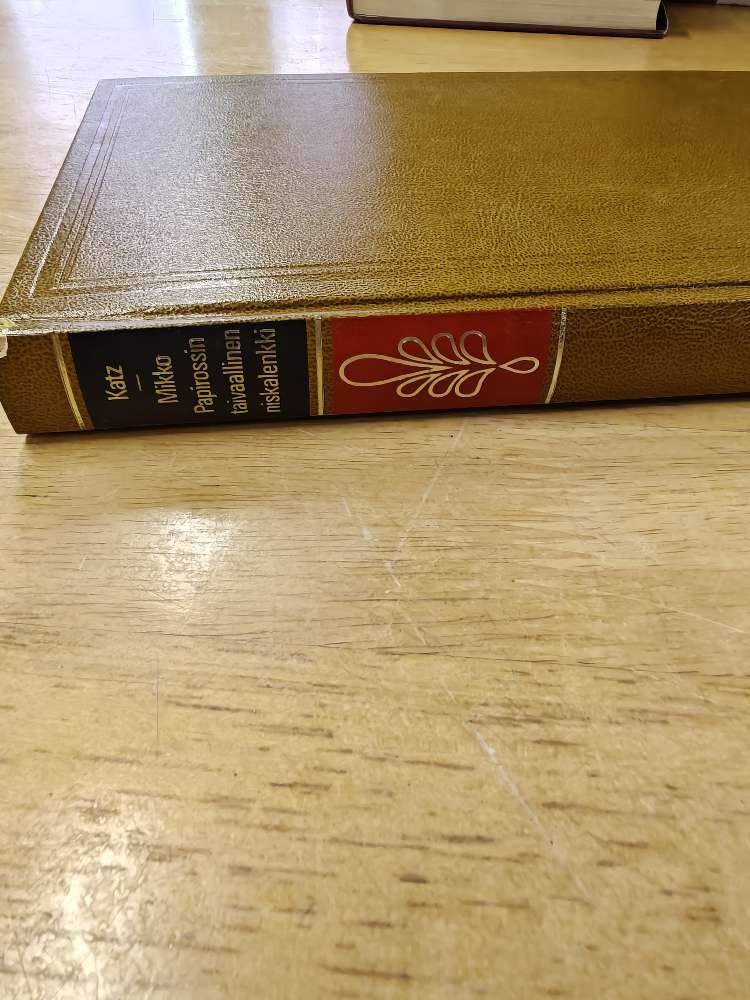 Katz
—
Mikko
Papirossin
taivaallinen
niskalenkki